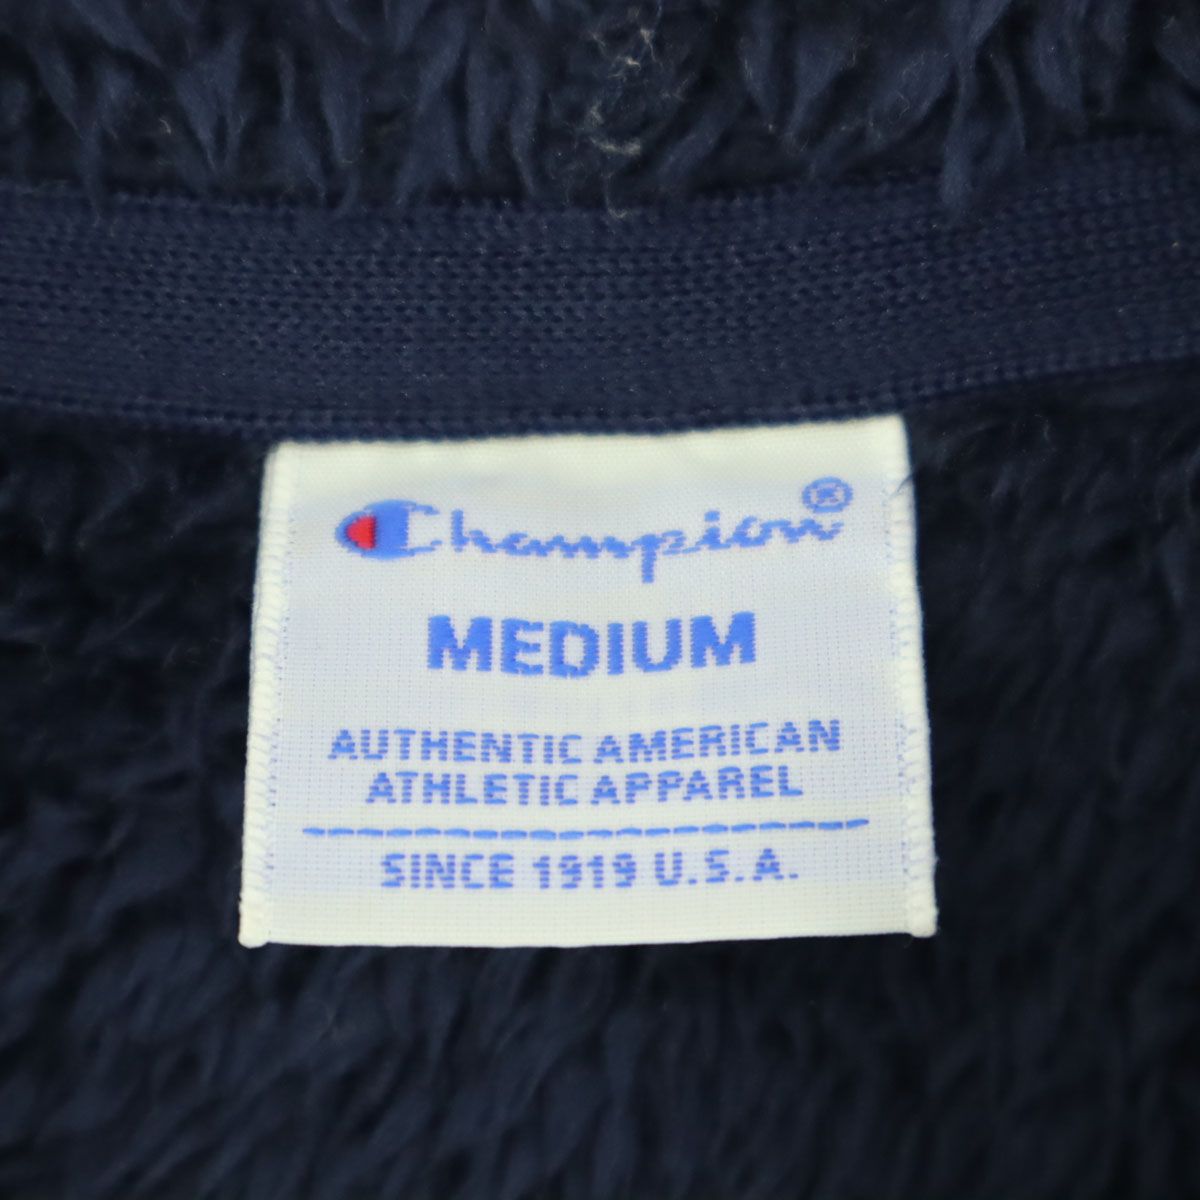 Champion®
MEDIUM
AUTHENTIC AMERICAN
ATHLETIC APPAREL
SINCE 1919 U.S.A.